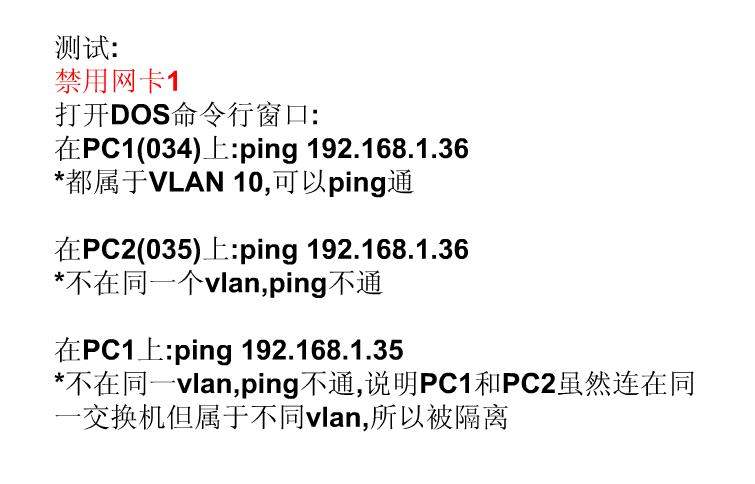 测试:
禁用网卡1
打开DOS命令行窗口:
在PC1(034)上:ping 192.168.1.36
*都属于VLAN 10,可以ping通
在PC2(035)上:ping 192.168.1.36
*不在同一个vlan,ping不通
在PC1上:ping 192.168.1.35
*不在同一vlan,ping不通,说明PC1和PC2虽然连在同
一交换机但属于不同vlan,所以被隔离